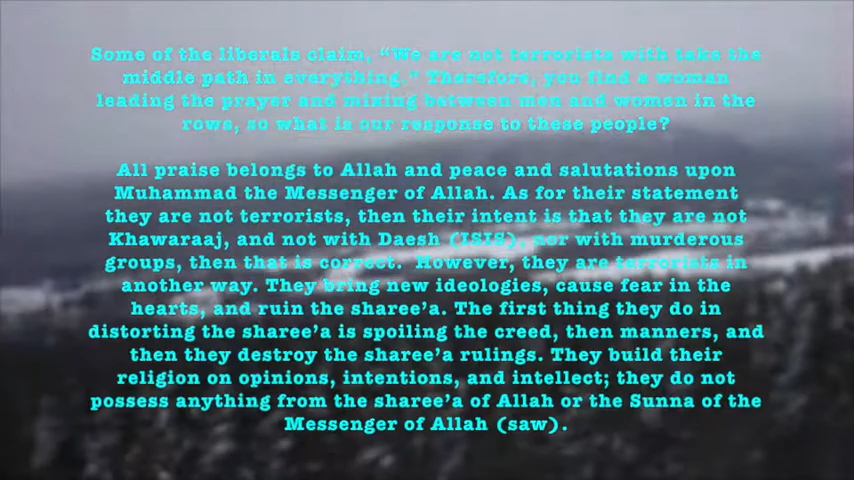 Some of the liberals claim, “We are not terrorists with take the
middle path in everything.” Therefore, you find a woman
leading the prayer and mixing between men and women in the
rows, so what is our response to these people?
All praise belongs to Allah and peace and salutations upon
Muhammad the Messenger of Allah. As for their statement
they are not terrorists, then their intent is that they are not
Khawaraaj, and not with Daesh (ISIS), nor with murderous
groups, then that is correct. However, they are terrorists in
another way. They bring new ideologies, cause fear in the
hearts, and ruin the sharee’a. The first thing they do in
distorting the sharee’a is spoiling the creed, then manners, and
then they destroy the sharee’a rulings. They build their
religion on opinions, intentions, and intellect; they do not
possess anything from the sharee’a of Allah or the Sunna of the
Messenger of Allah (saw).